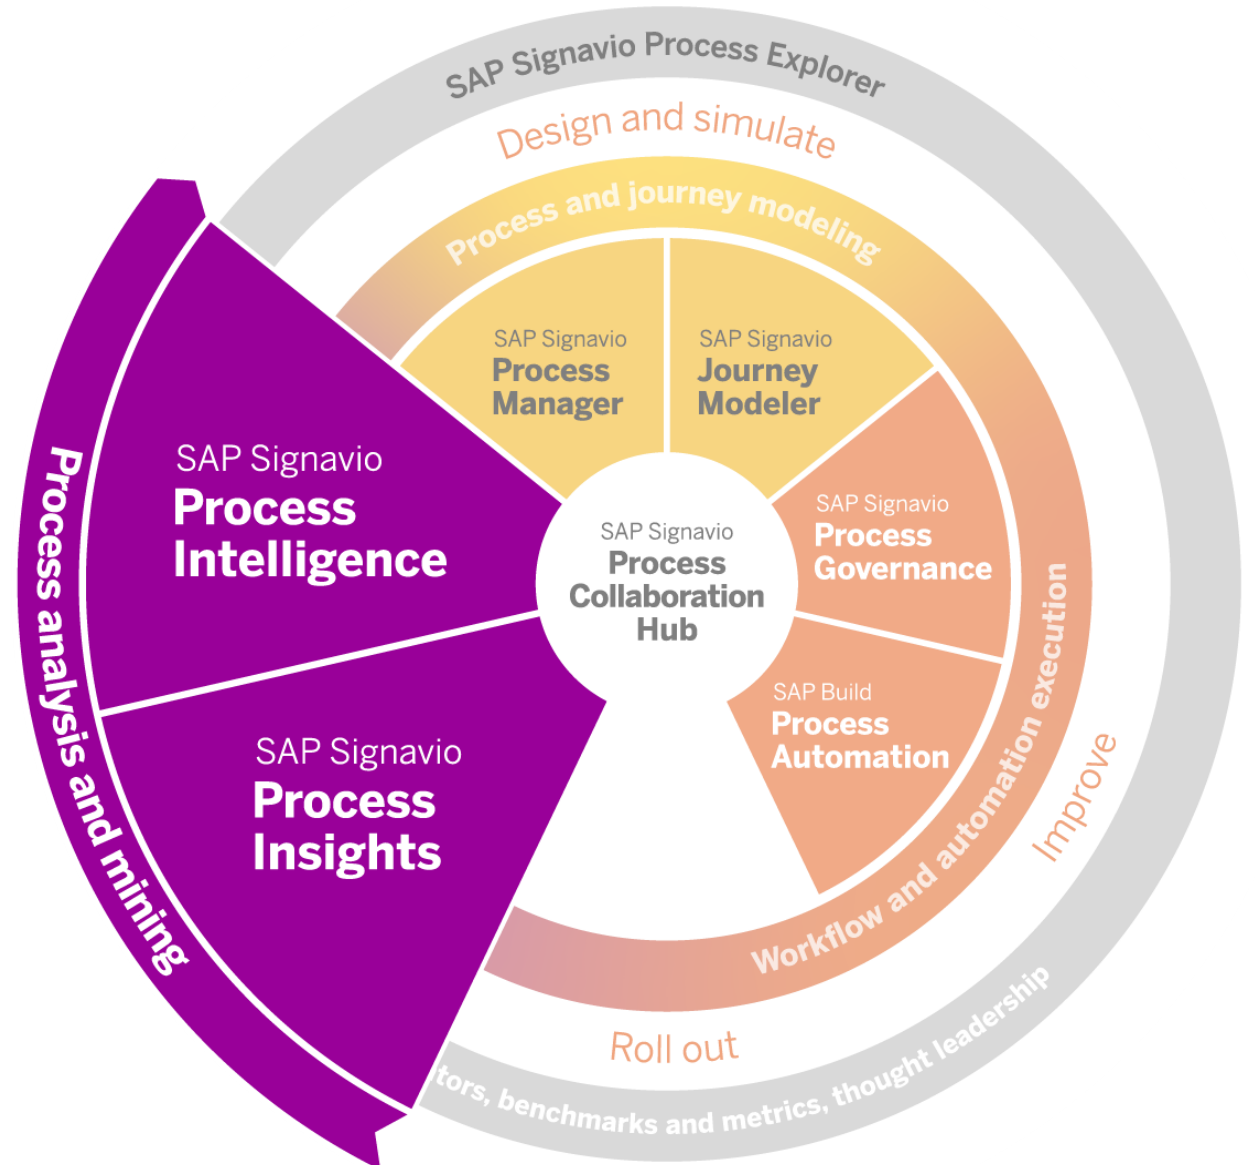 SAP Signavio Process Explorer
Design and simulate
Process and journey modeling
SAP Signavio
Process
Manager
SAP Signavio
Journey
Modeler
SAP Signavio
Process
Intelligence
SAP Signavio
Process
Governance
SAP Signavio
Process
Collaboration
Hub
SAP Build
Process
Automation
SAP Signavio
Process
Insights
Process analysis and mining
Workflow and automation execution
Improve
Roll out
benchmarks and metrics, thought leadership